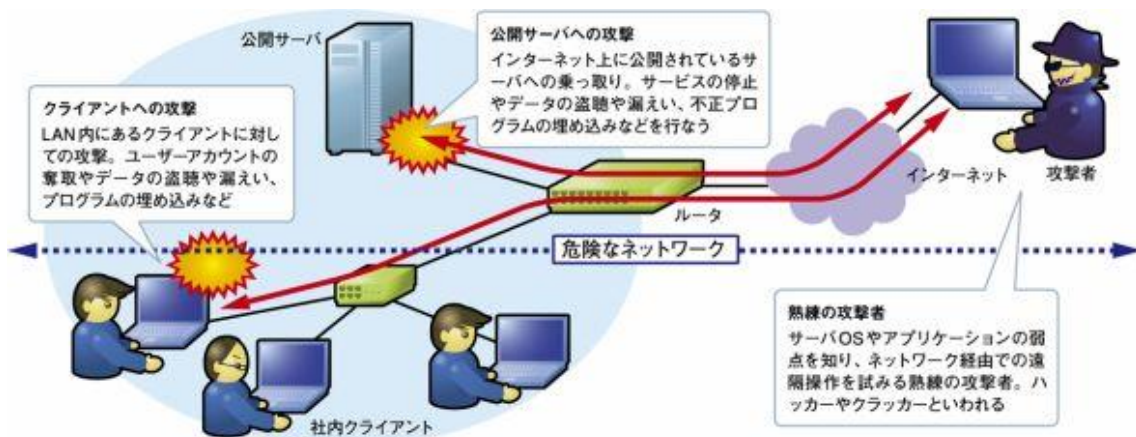 公開サーバ
公開サーバへの攻撃
インターネット上に公開されているサ
ーバへの乗っ取り。サービスの停止
やデータの盗聴や漏えい、不正プロ
グラムの埋め込みなどを行なう
クライアントへの攻撃
LAN内にあるクライアントに対し
ての攻撃。ユーザーアカウントの
奪取やデータの盗聴や漏えい、
プログラムの埋め込みなど
インターネット
攻撃者
ルータ
危険なネットワーク
熟練の攻撃者
サーバOSやアプリケーションの弱
点を知り、ネットワーク経由での遠
隔操作を試みる熟練の攻撃者。ハ
ッカーやクラッカーといわれる
社内クライアント